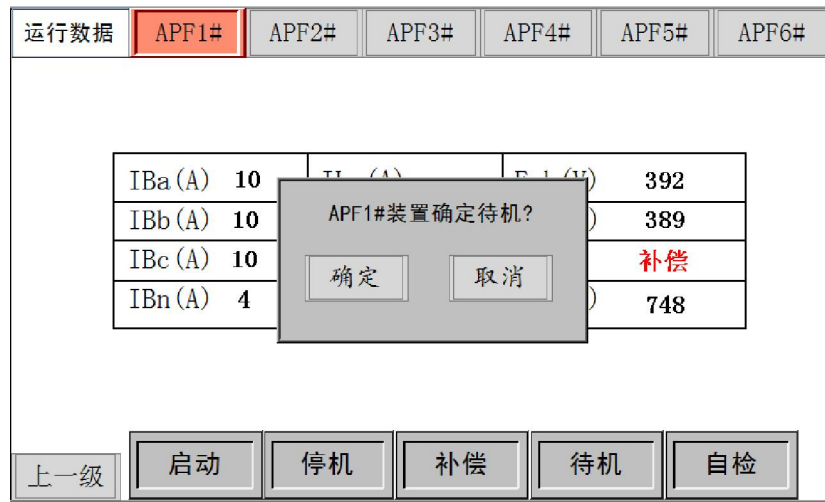 运行数据 APF1# APF2# APF3# APF4# APF5# APF6#
IBa(A) 10 392
IBb(A) 10 389
IBc(A) 10 补偿
IBn(A) 4 748
APF1#装置确定待机?
确定 取消
上一级 启动 停机 补偿 待机 自检